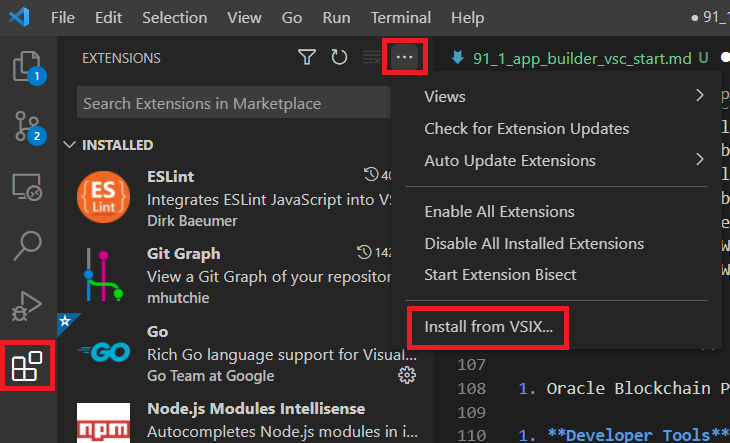 File Edit Selection View Go Run Terminal Help
91_1
EXTENSIONS
91_1_app_builder_vsc_start.md U
1
Search Extensions in Marketplace
Views
Check for Extension Updates
Auto Update Extensions
Enable All Extensions
Disable All Installed Extensions
Start Extension Bisect
Install from VSIX...
2
INSTALLED
ESLint 40
ES
Lint
Integrates ESLint JavaScript into VS
Dirk Baeumer
Git Graph 142
View a Git Graph of your repositor
mhutchie
Go
GO
Rich Go language support for Visual...
Go Team at Google
Node.js Modules Intellisense
npm
Autocompletes Node.js modules in i...
107
108 1. Oracle Blockchain P
109
110 1. **Developer Tools**